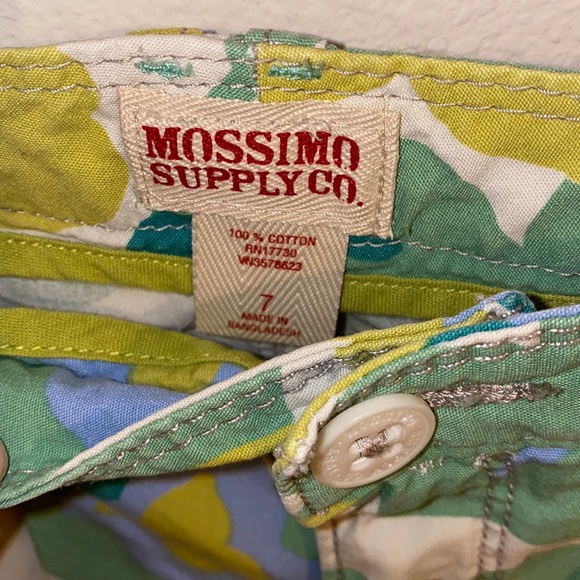 MOSSIMO
SUPPLY CO.
100 % COTTON
RN17730
VN3578623
7
MADE IN
BANGLADESH